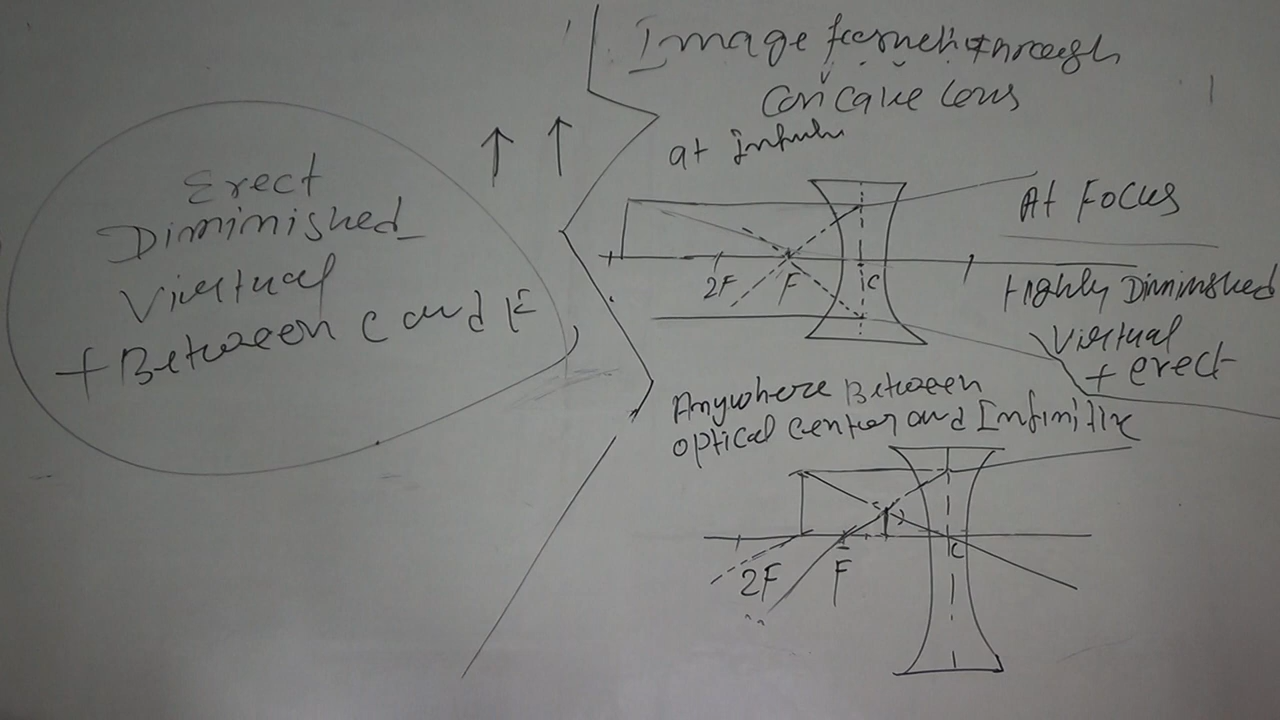 Image formed through
Concave lens
at infinity
At Focus
Highly Diminished
Virtual
+ erect
2F
F
C
Erect
Diminished
Virtual
+ Between C and F
Anywhere Between
optical center and Infinity
2F
F
C